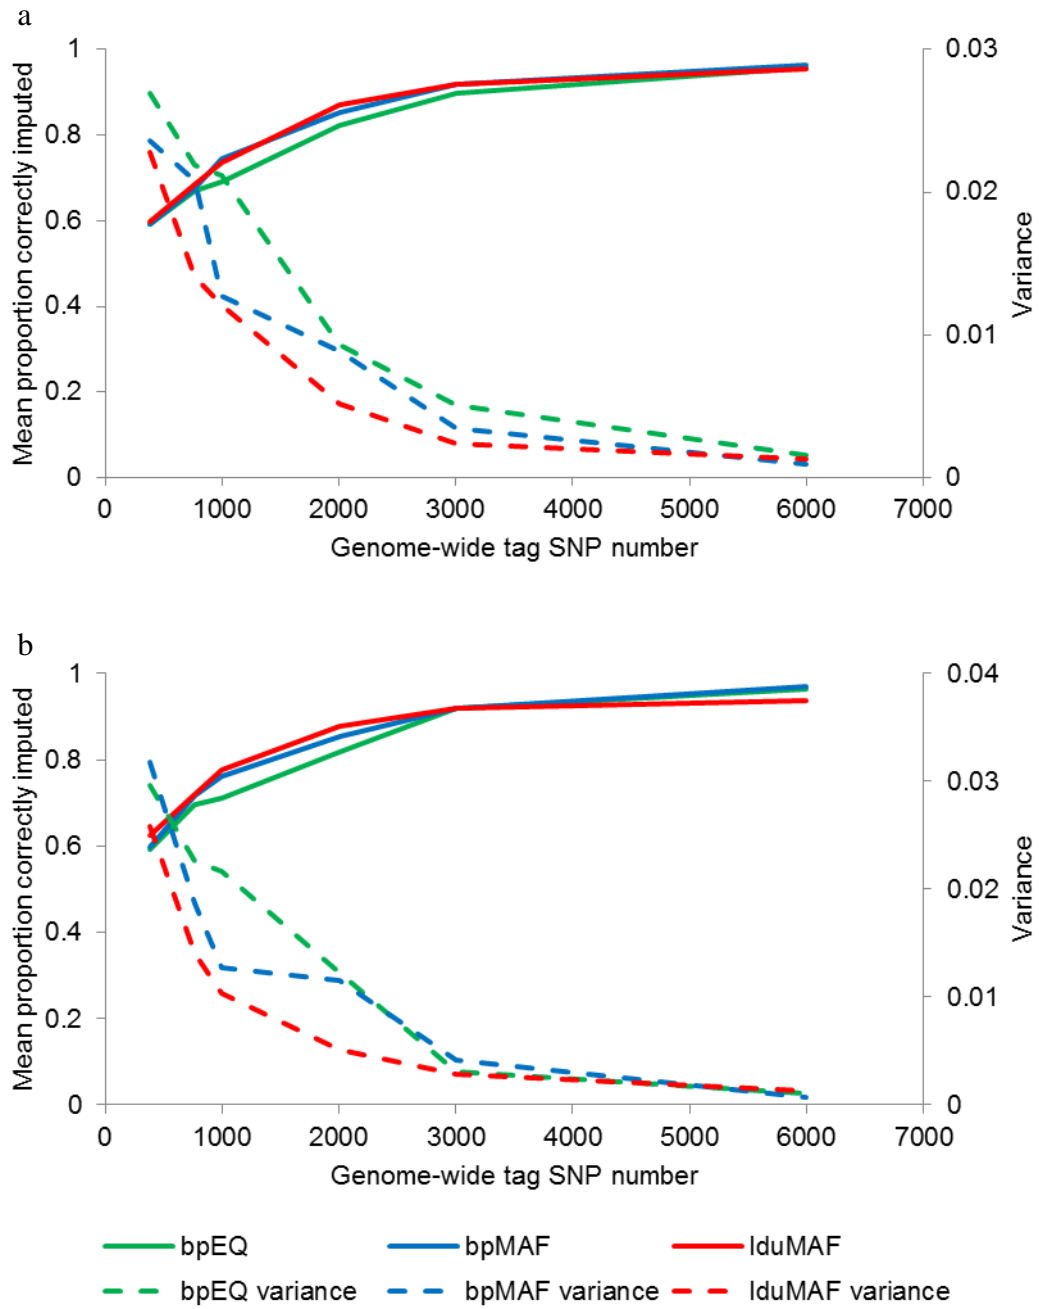 a
1
0.8
0.6
0.4
0.2
0
Mean proportion correctly imputed
0.03
0.02
0.01
0
Variance
0 1000 2000 3000 4000 5000 6000 7000
Genome-wide tag SNP number
b
1
0.8
0.6
0.4
0.2
0
Mean proportion correctly imputed
0.04
0.03
0.02
0.01
0
Variance
0 1000 2000 3000 4000 5000 6000 7000
Genome-wide tag SNP number
bpEQ bpMAF lduMAF
bpEQ variance bpMAF variance lduMAF variance